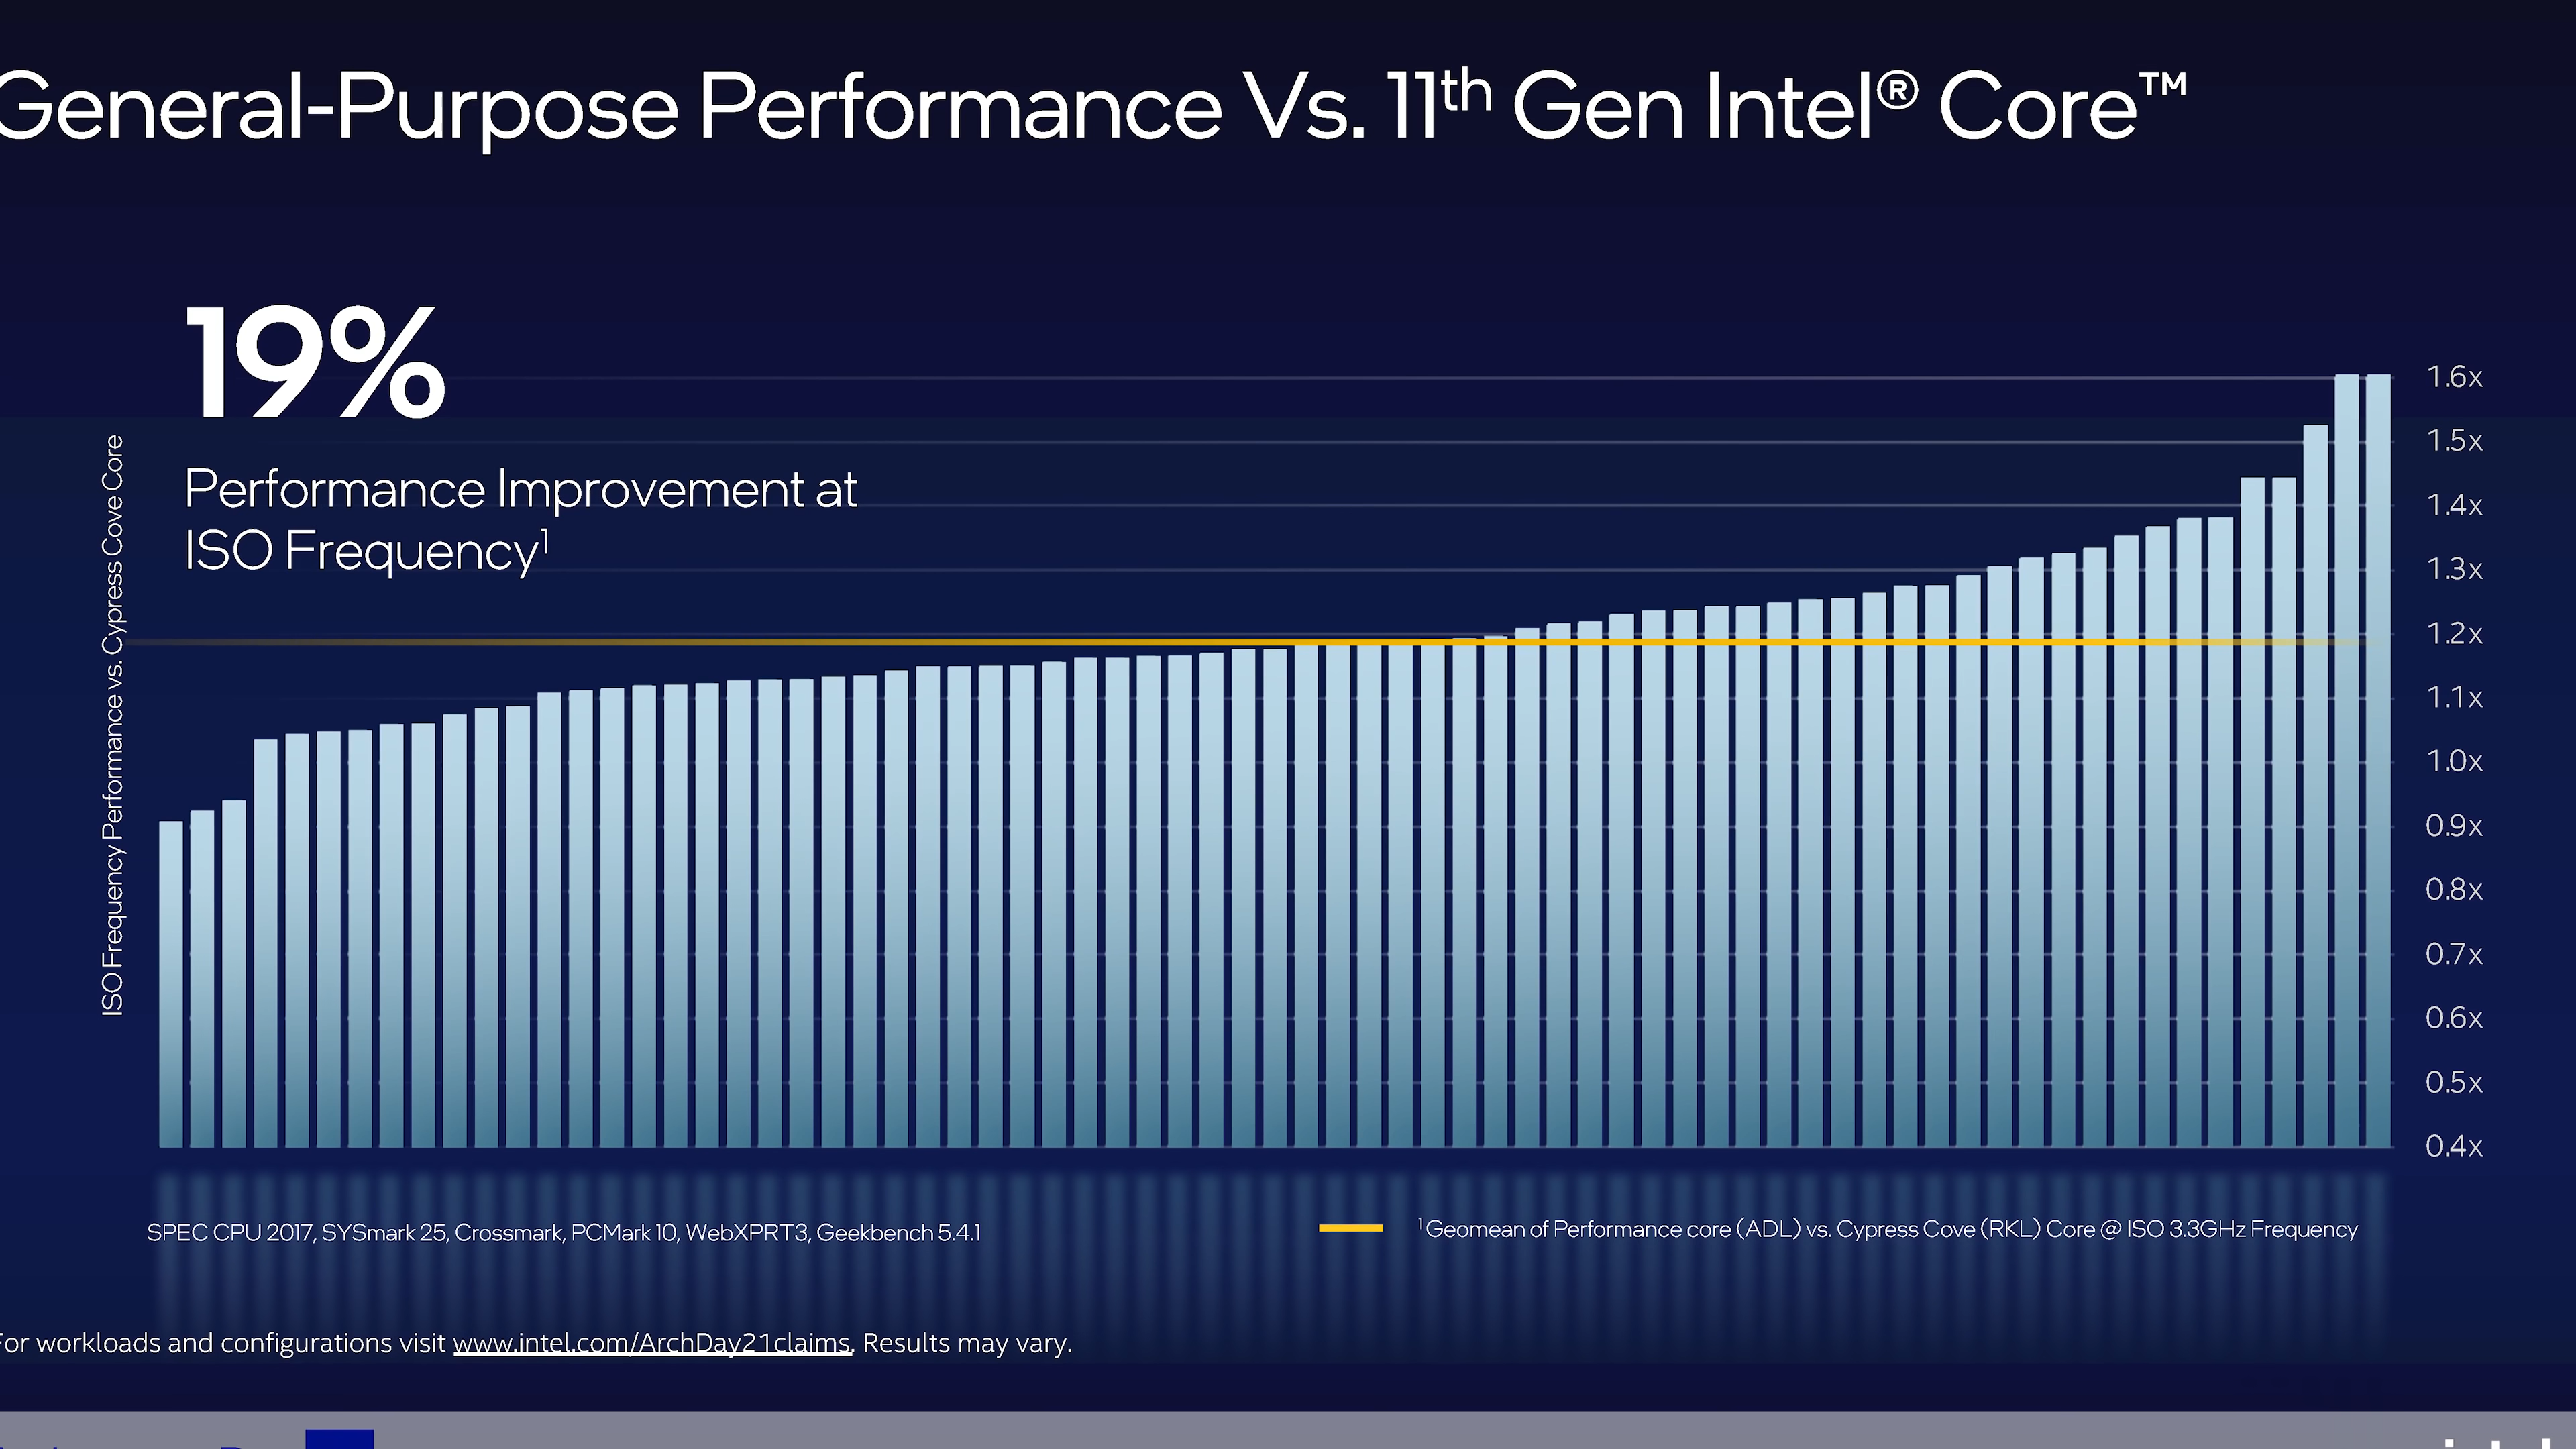 General-Purpose Performance Vs. 11th Gen Intel® Core™
19%
Performance Improvement at
ISO Frequency¹
ISO Frequency Performance vs. Cypress Cove Core
1.6x
1.5x
1.4x
1.3x
1.2x
1.1x
1.0x
0.9x
0.8x
0.7x
0.6x
0.5x
0.4x
SPEC CPU 2017, SYSmark 25, Crossmark, PCMark 10, WebXPRT3, Geekbench 5.4.1
¹Geomean of Performance core (ADL) vs. Cypress Cove (RKL) Core @ ISO 3.3GHz Frequency
For workloads and configurations visit www.intel.com/ArchDay21claims. Results may vary.